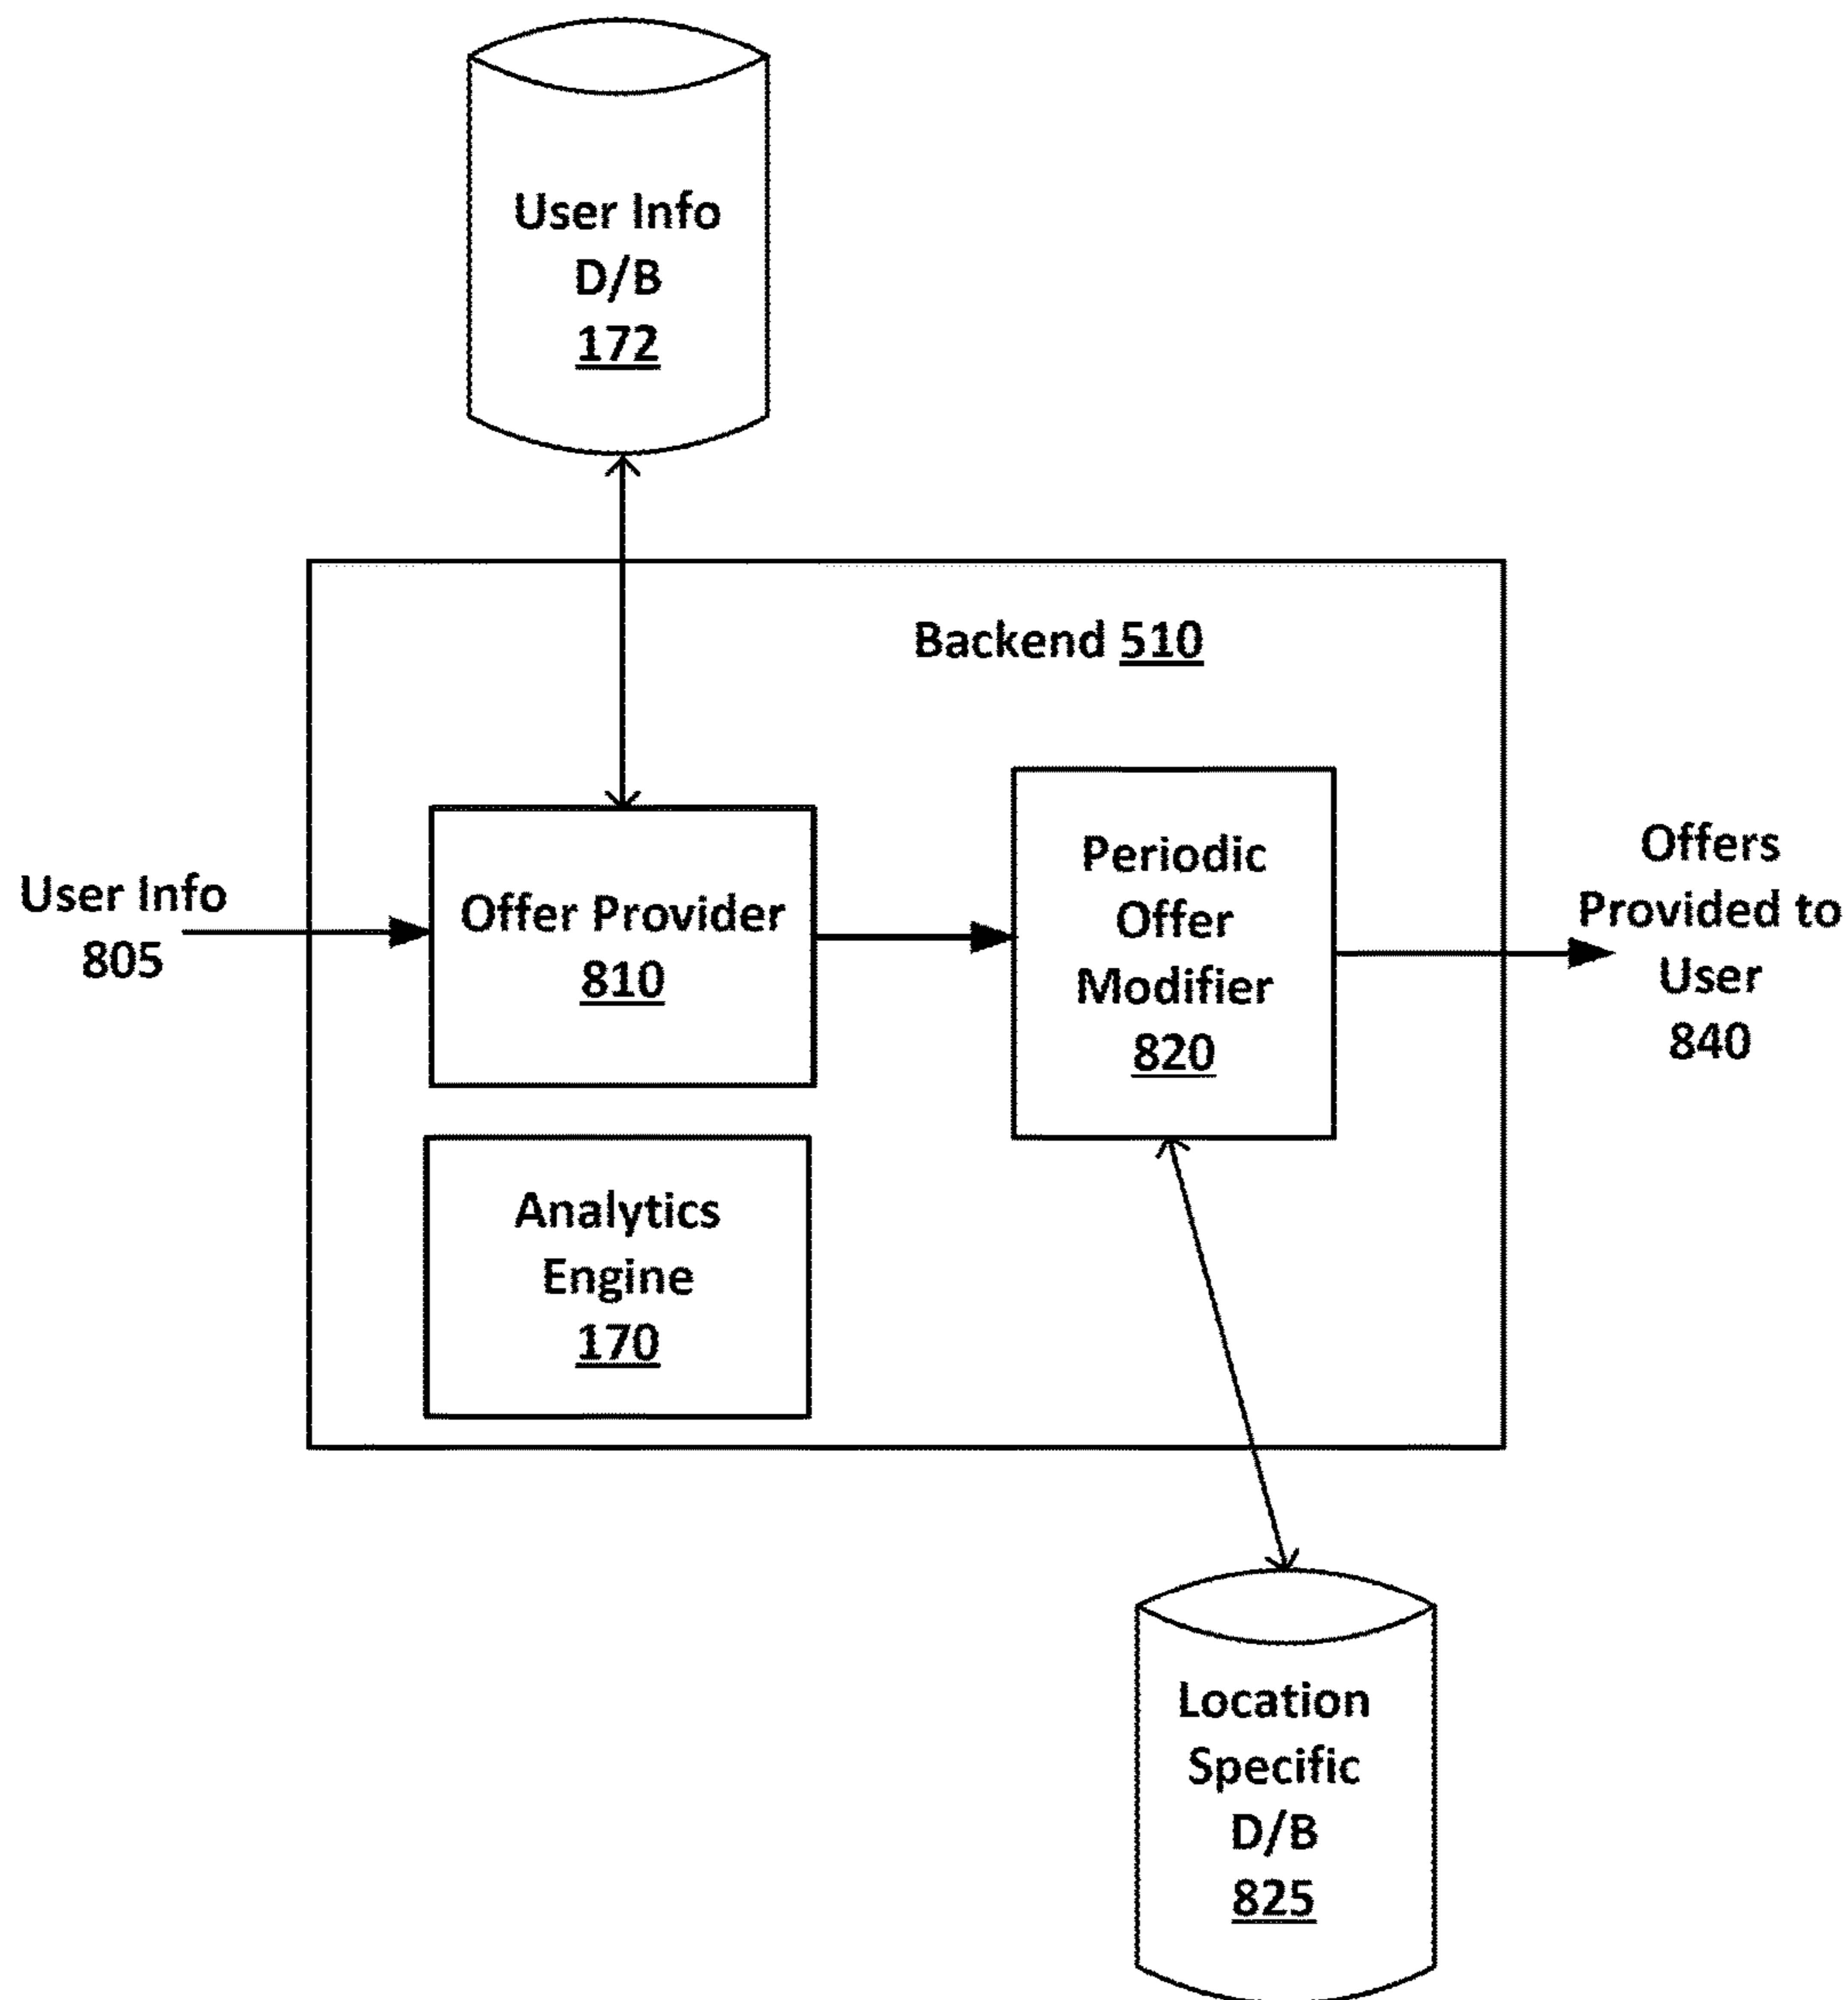 User Info
D/B
172
Backend 510
User Info
805
Offer Provider
810
Periodic
Offer
Modifier
820
Offers
Provided to
User
840
Analytics
Engine
170
Location
Specific
D/B
825